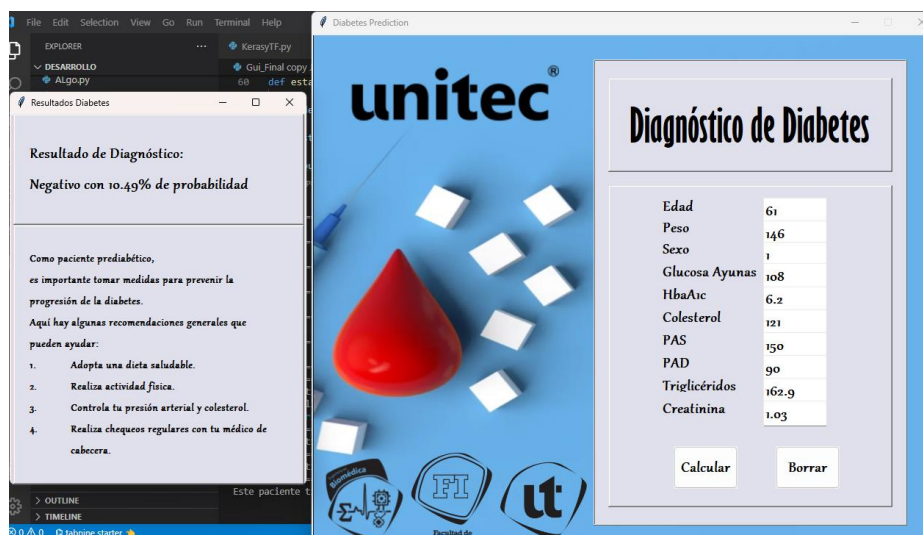 File Edit Selection View Go Run Terminal Help
EXPLORER
KerasyTF.py
DESARROLLO
Gui_Final copy
ALgo.py
60 def esta
Resultados Diabetes
Resultado de Diagnóstico:
Negativo con 10.49% de probabilidad
Como paciente prediabético,
es importante tomar medidas para prevenir la
progresión de la diabetes.
Aquí hay algunas recomendaciones generales que
pueden ayudar:
1. Adopta una dieta saludable.
2. Realiza actividad física.
3. Controla tu presión arterial y colesterol.
4. Realiza chequeos regulares con tu médico de
cabecera.
Este paciente t
OUTLINE
TIMELINE
0 0 tabnine starter
Diabetes Prediction
unitec®
Diagnóstico de Diabetes
Edad 61
Peso 146
Sexo 1
Glucosa Ayunas 108
HbaA1c 6.2
Colesterol 121
PAS 150
PAD 90
Triglicéridos 162.9
Creatinina 1.03
Calcular Borrar
Biomédica
FI
Facultad de
ut